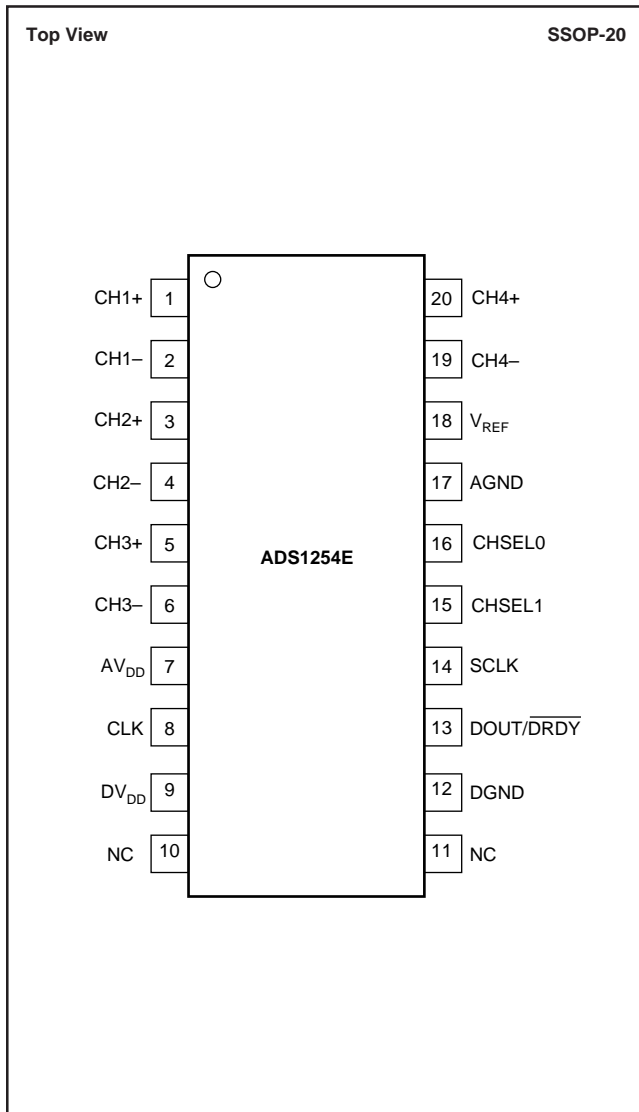 Top View SSOP-20
CH1+ 1 20 CH4+
CH1– 2 19 CH4–
CH2+ 3 18 VREF
CH2– 4 17 AGND
CH3+ 5 ADS1254E 16 CHSEL0
CH3– 6 15 CHSEL1
AVDD 7 14 SCLK
CLK 8 13 DOUT/D̅R̅D̅Y̅
DVDD 9 12 DGND
NC 10 11 NC